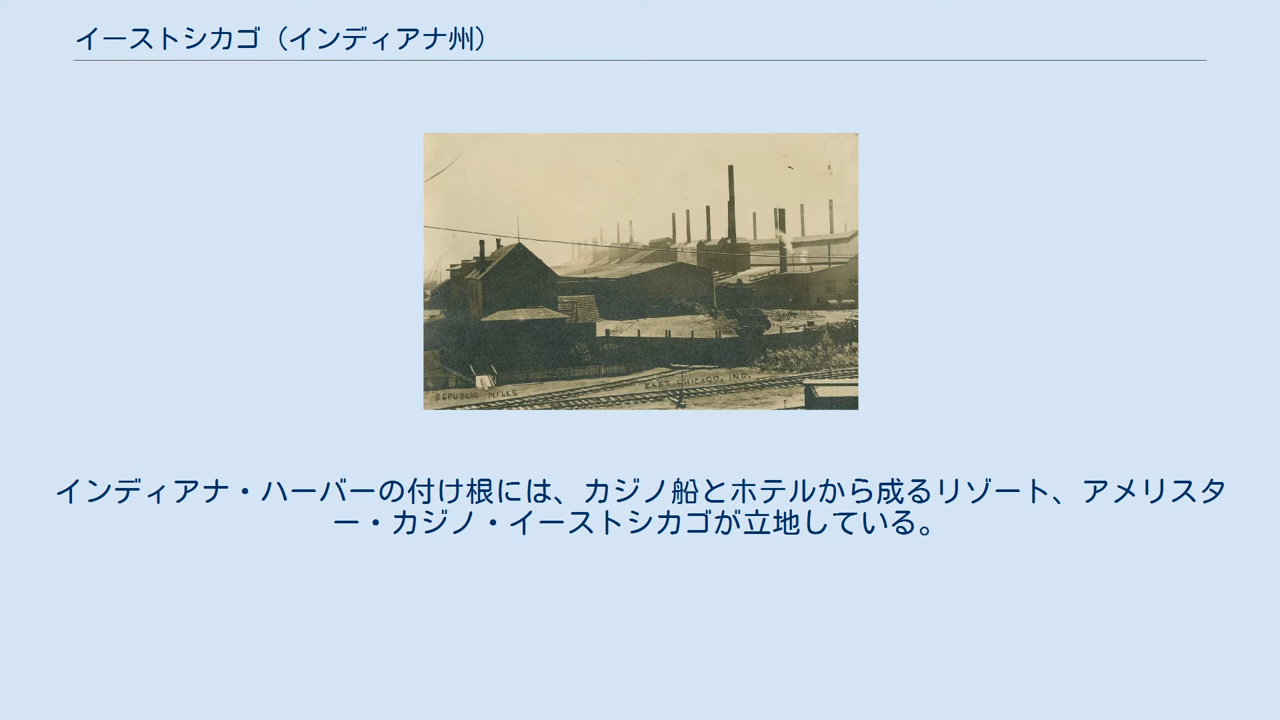 イーストシカゴ（インディアナ州）
REPUBLIC MILLS
EAST CHICAGO, IND.
インディアナ・ハーバーの付け根には、カジノ船とホテルから成るリゾート、アメリスタ
ー・カジノ・イーストシカゴが立地している。